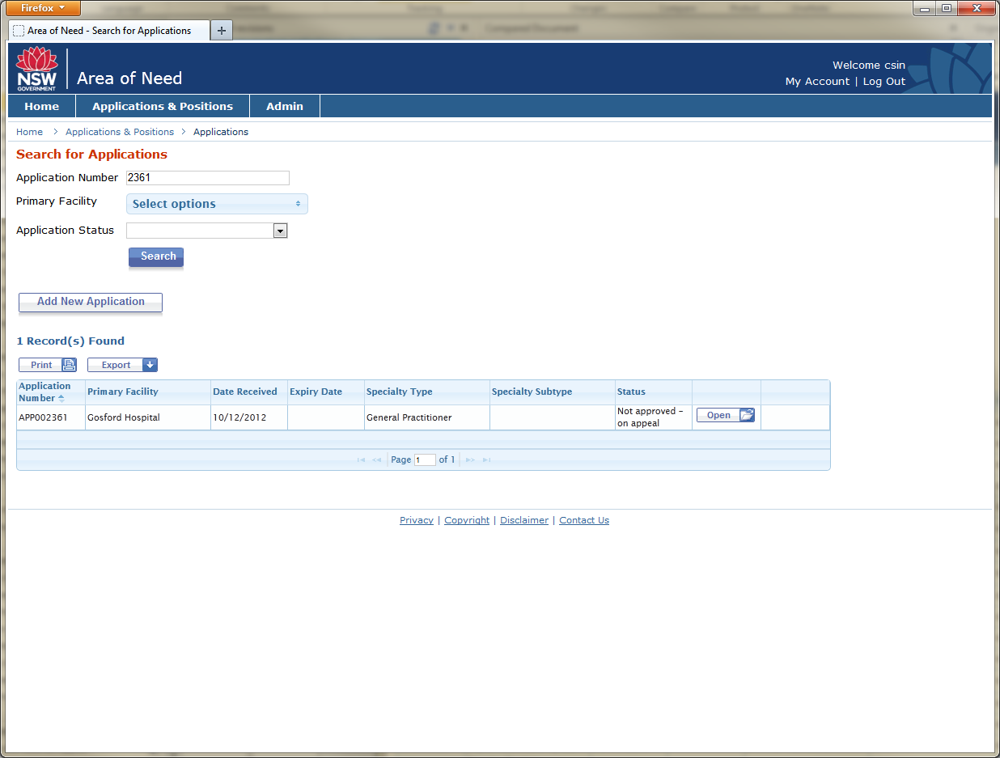 Firefox
Area of Need - Search for Applications
NSW
GOVERNMENT
Area of Need
Welcome csin
My Account | Log Out
Home
Applications & Positions
Admin
Home > Applications & Positions > Applications
Search for Applications
Application Number 2361
Primary Facility Select options
Application Status
Search
Add New Application
1 Record(s) Found
Print Export
Application Number Primary Facility Date Received Expiry Date Specialty Type Specialty Subtype Status
APP002361 Gosford Hospital 10/12/2012 General Practitioner Not approved - on appeal Open
Page 1 of 1
Privacy | Copyright | Disclaimer | Contact Us